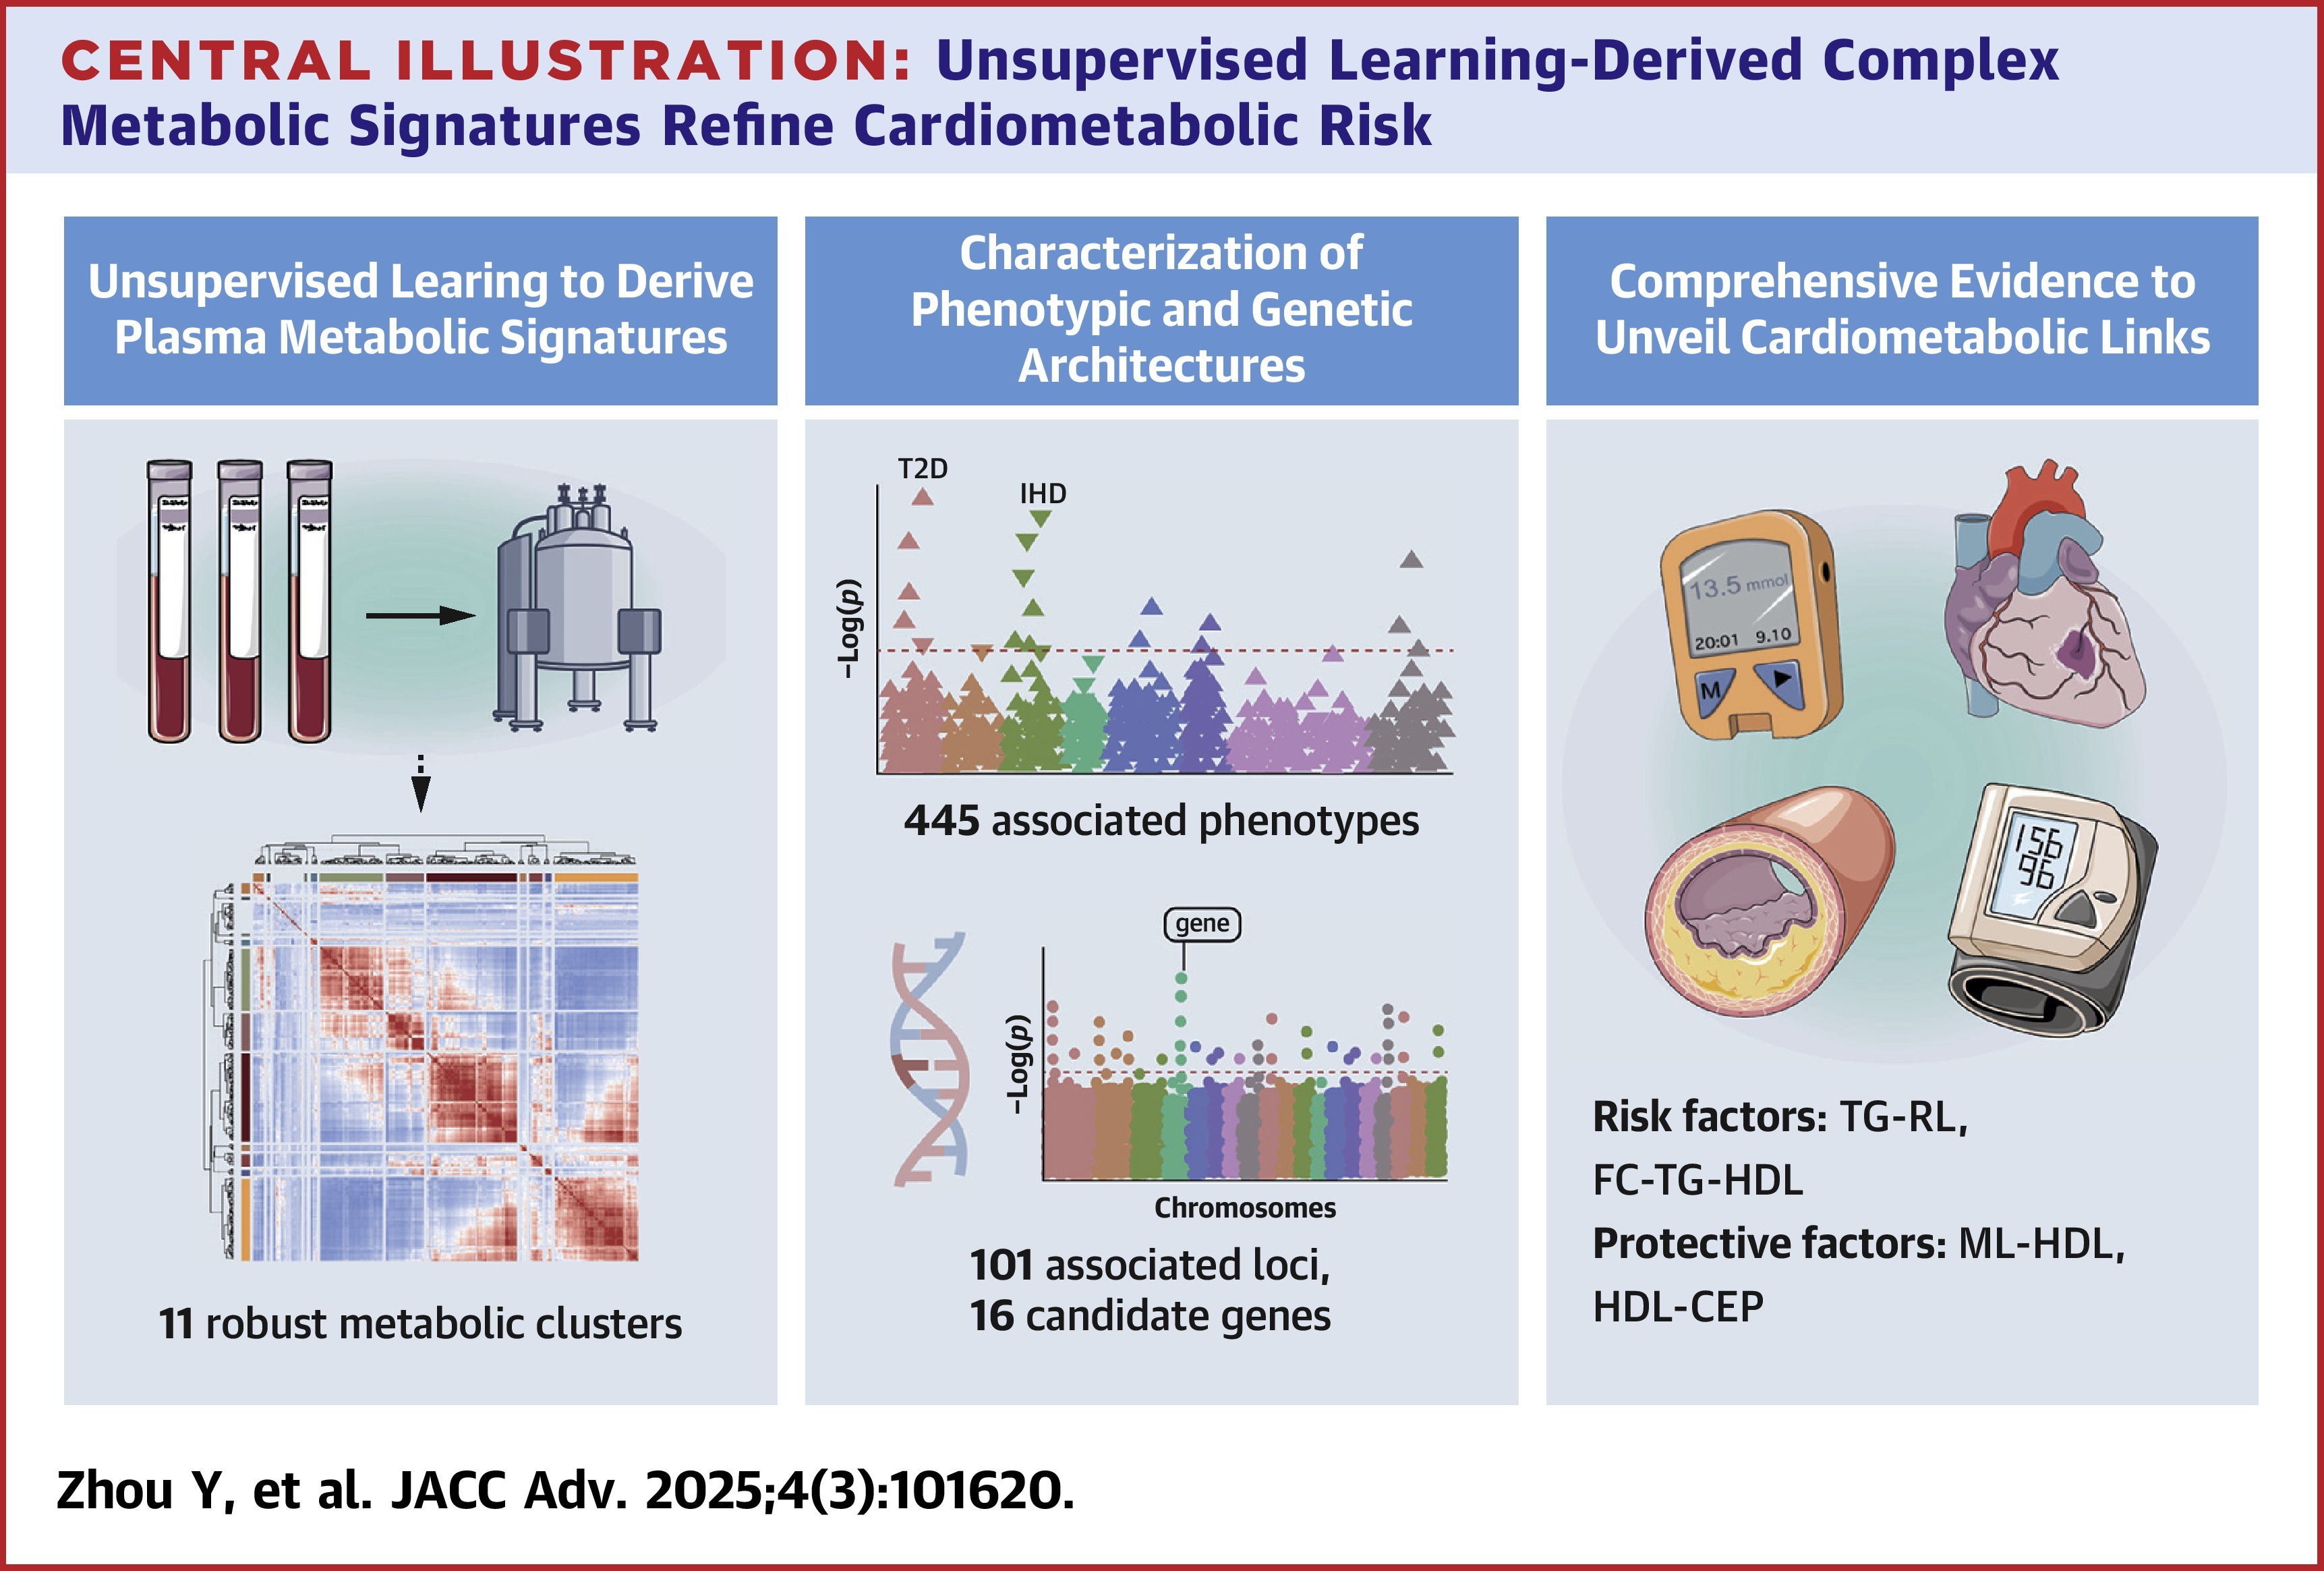 CENTRAL ILLUSTRATION: Unsupervised Learning-Derived Complex
Metabolic Signatures Refine Cardiometabolic Risk
Unsupervised Learing to Derive
Plasma Metabolic Signatures
11 robust metabolic clusters
Characterization of
Phenotypic and Genetic
Architectures
T2D
IHD
–Log(p)
445 associated phenotypes
gene
–Log(p)
Chromosomes
101 associated loci,
16 candidate genes
Comprehensive Evidence to
Unveil Cardiometabolic Links
13.5 mmol
20:01 9.10
M
156
96
Risk factors: TG-RL,
FC-TG-HDL
Protective factors: ML-HDL,
HDL-CEP
Zhou Y, et al. JACC Adv. 2025;4(3):101620.